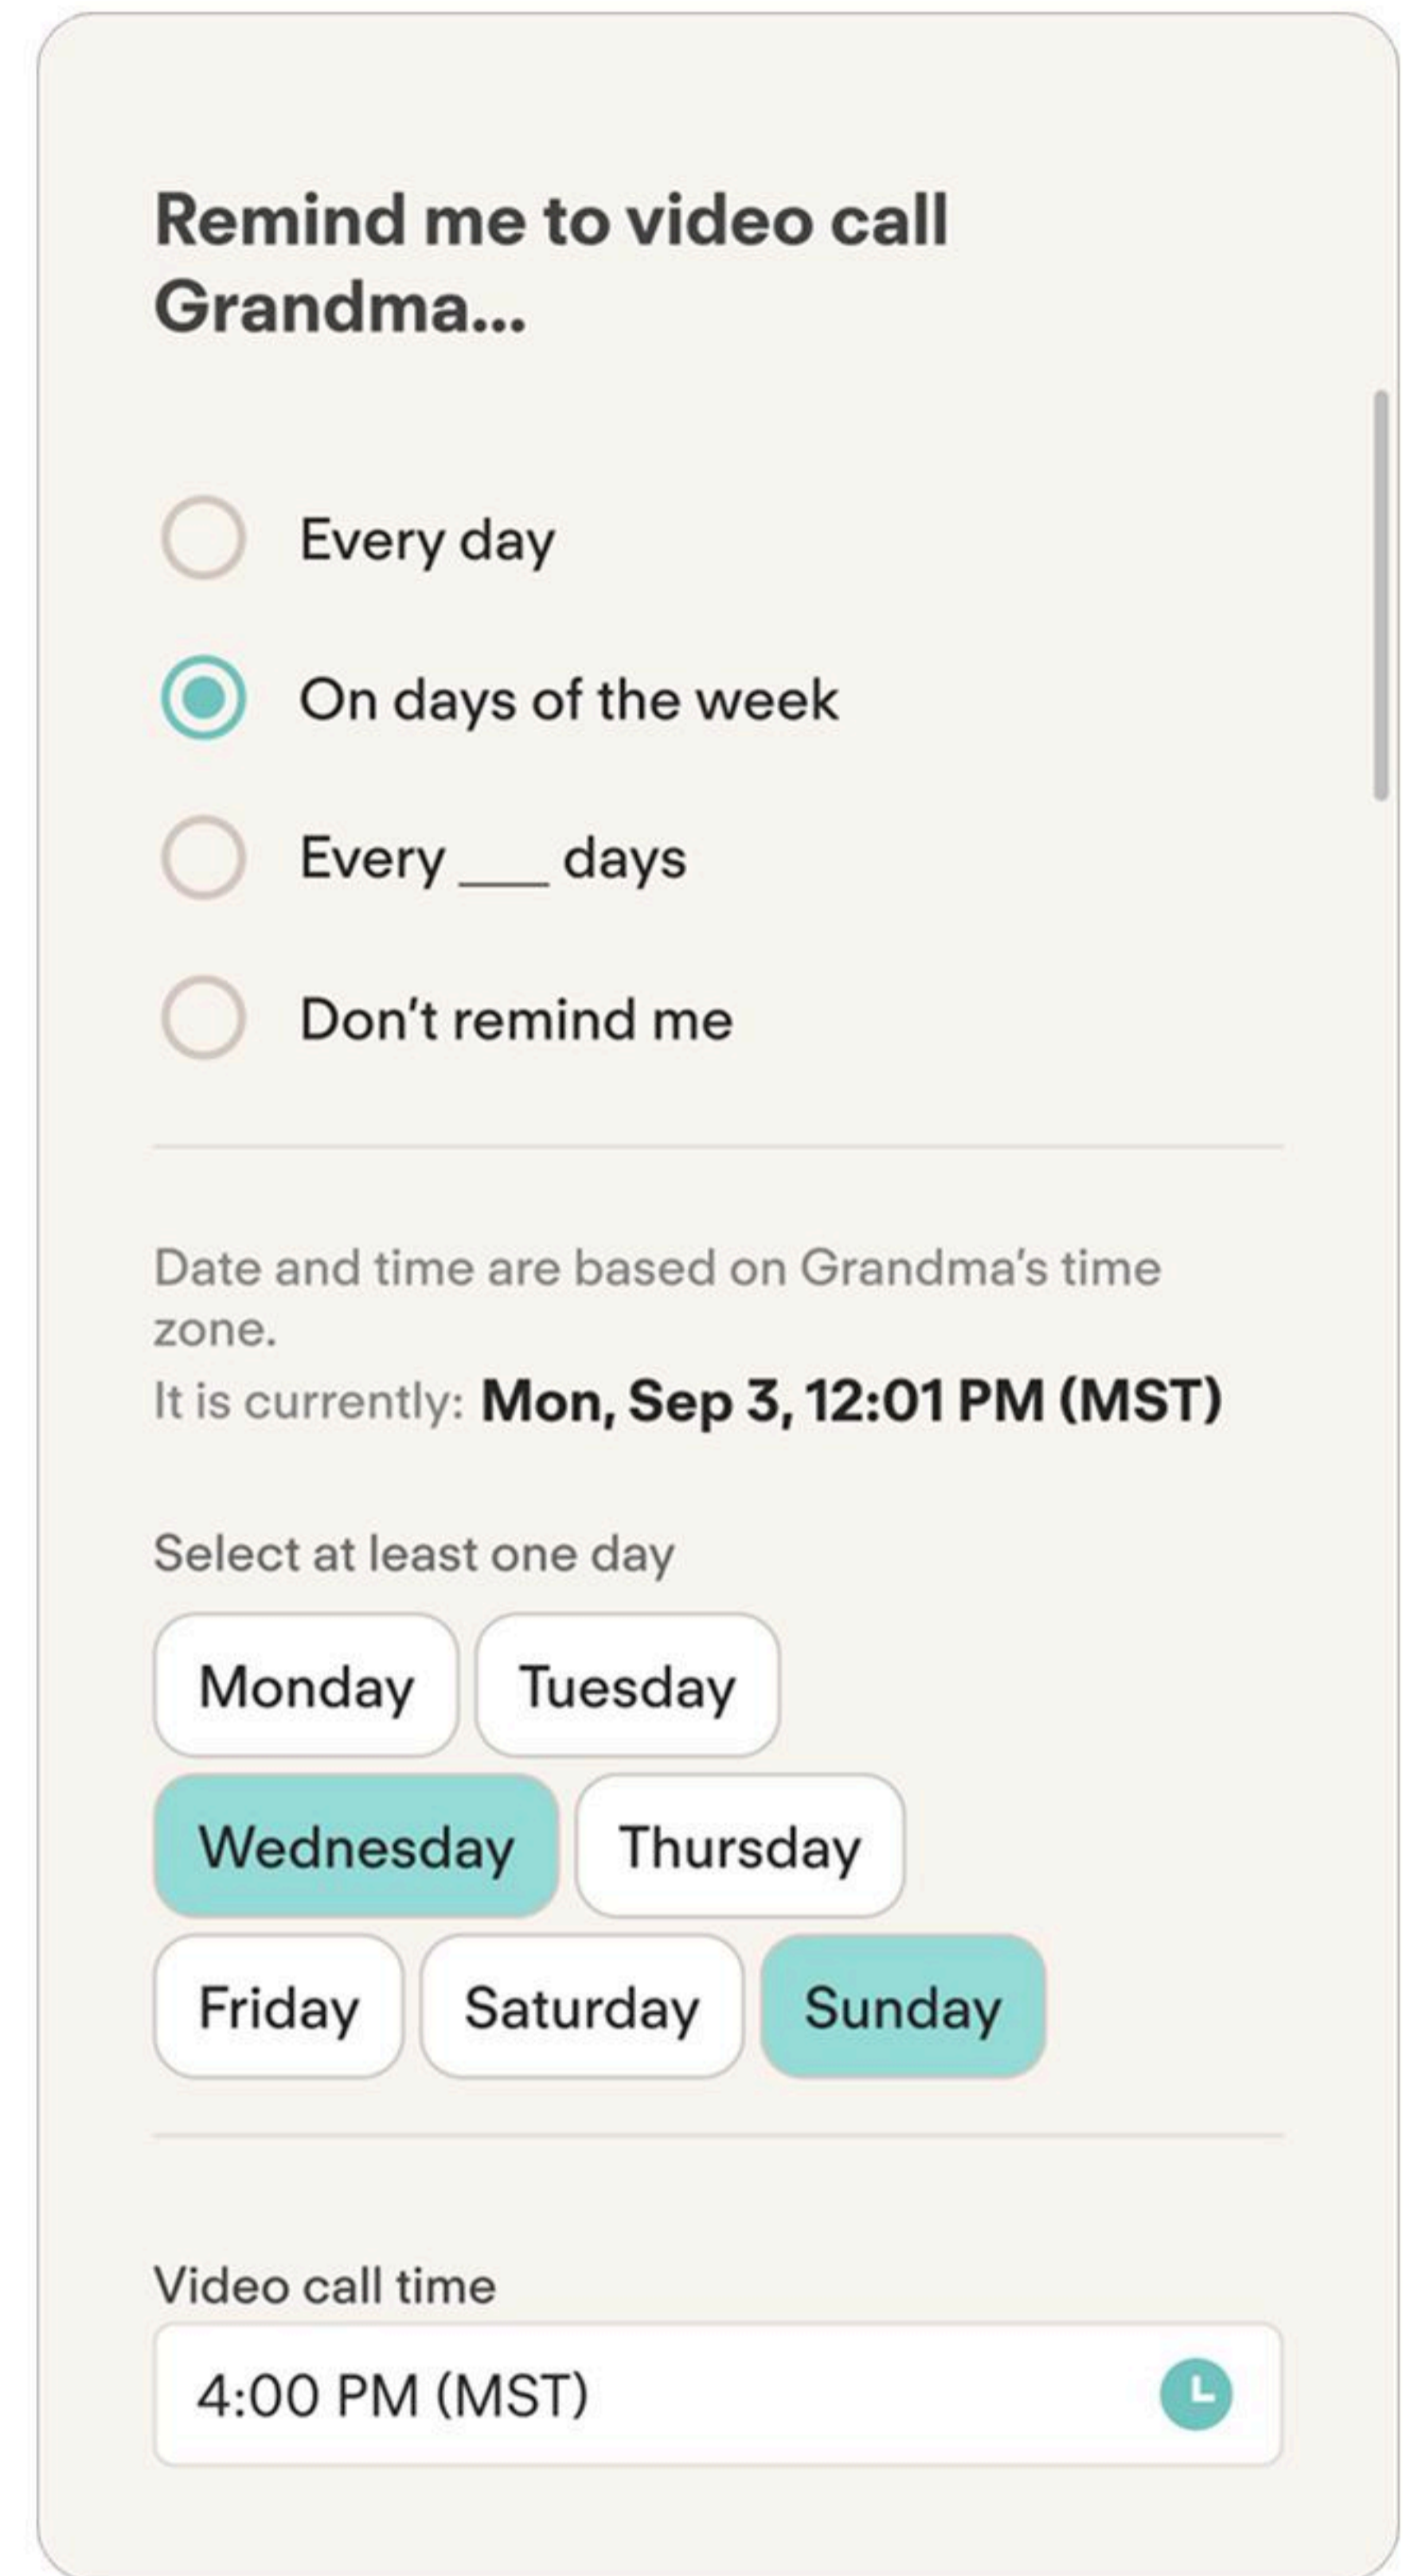 Remind me to video call
Grandma...
Every day
On days of the week
Every ___ days
Don't remind me
Date and time are based on Grandma's time
zone.
It is currently: Mon, Sep 3, 12:01 PM (MST)
Select at least one day
Monday Tuesday
Wednesday Thursday
Friday Saturday Sunday
Video call time
4:00 PM (MST)